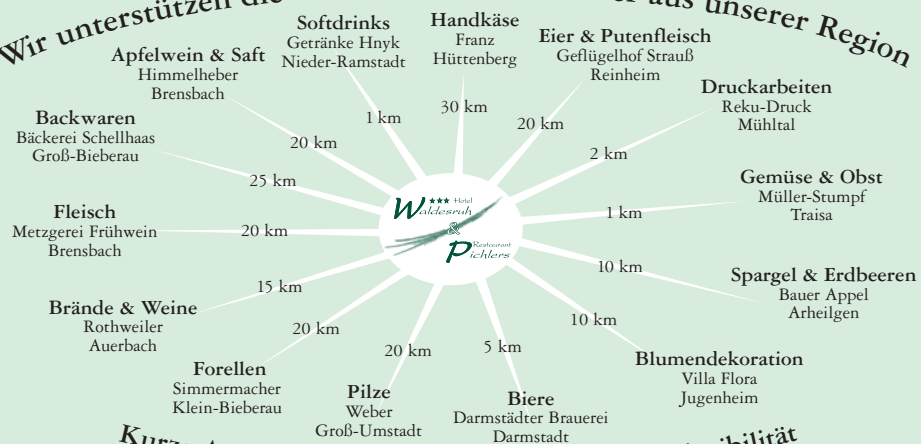 Wir unterstützen die
aus unserer Region
Softdrinks
Getränke Hnyk
Nieder-Ramstadt
1 km
Handkäse
Franz
Hüttenberg
30 km
Eier & Putenfleisch
Geflügelhof Strauß
Reinheim
20 km
Druckarbeiten
Reku-Druck
Mühltal
2 km
Gemüse & Obst
Müller-Stumpf
Traisa
1 km
Spargel & Erdbeeren
Bauer Appel
Arheilgen
10 km
Blumendekoration
Villa Flora
Jugenheim
10 km
Biere
Darmstädter Brauerei
Darmstadt
5 km
Pilze
Weber
Groß-Umstadt
20 km
Forellen
Simmermacher
Klein-Bieberau
20 km
Brände & Weine
Rothweiler
Auerbach
15 km
Fleisch
Metzgerei Frühwein
Brensbach
20 km
Backwaren
Bäckerei Schellhaas
Groß-Bieberau
25 km
Apfelwein & Saft
Himmelheber
Brensbach
20 km
Hotel
Waldesruh
&
Restaurant
Pichlers